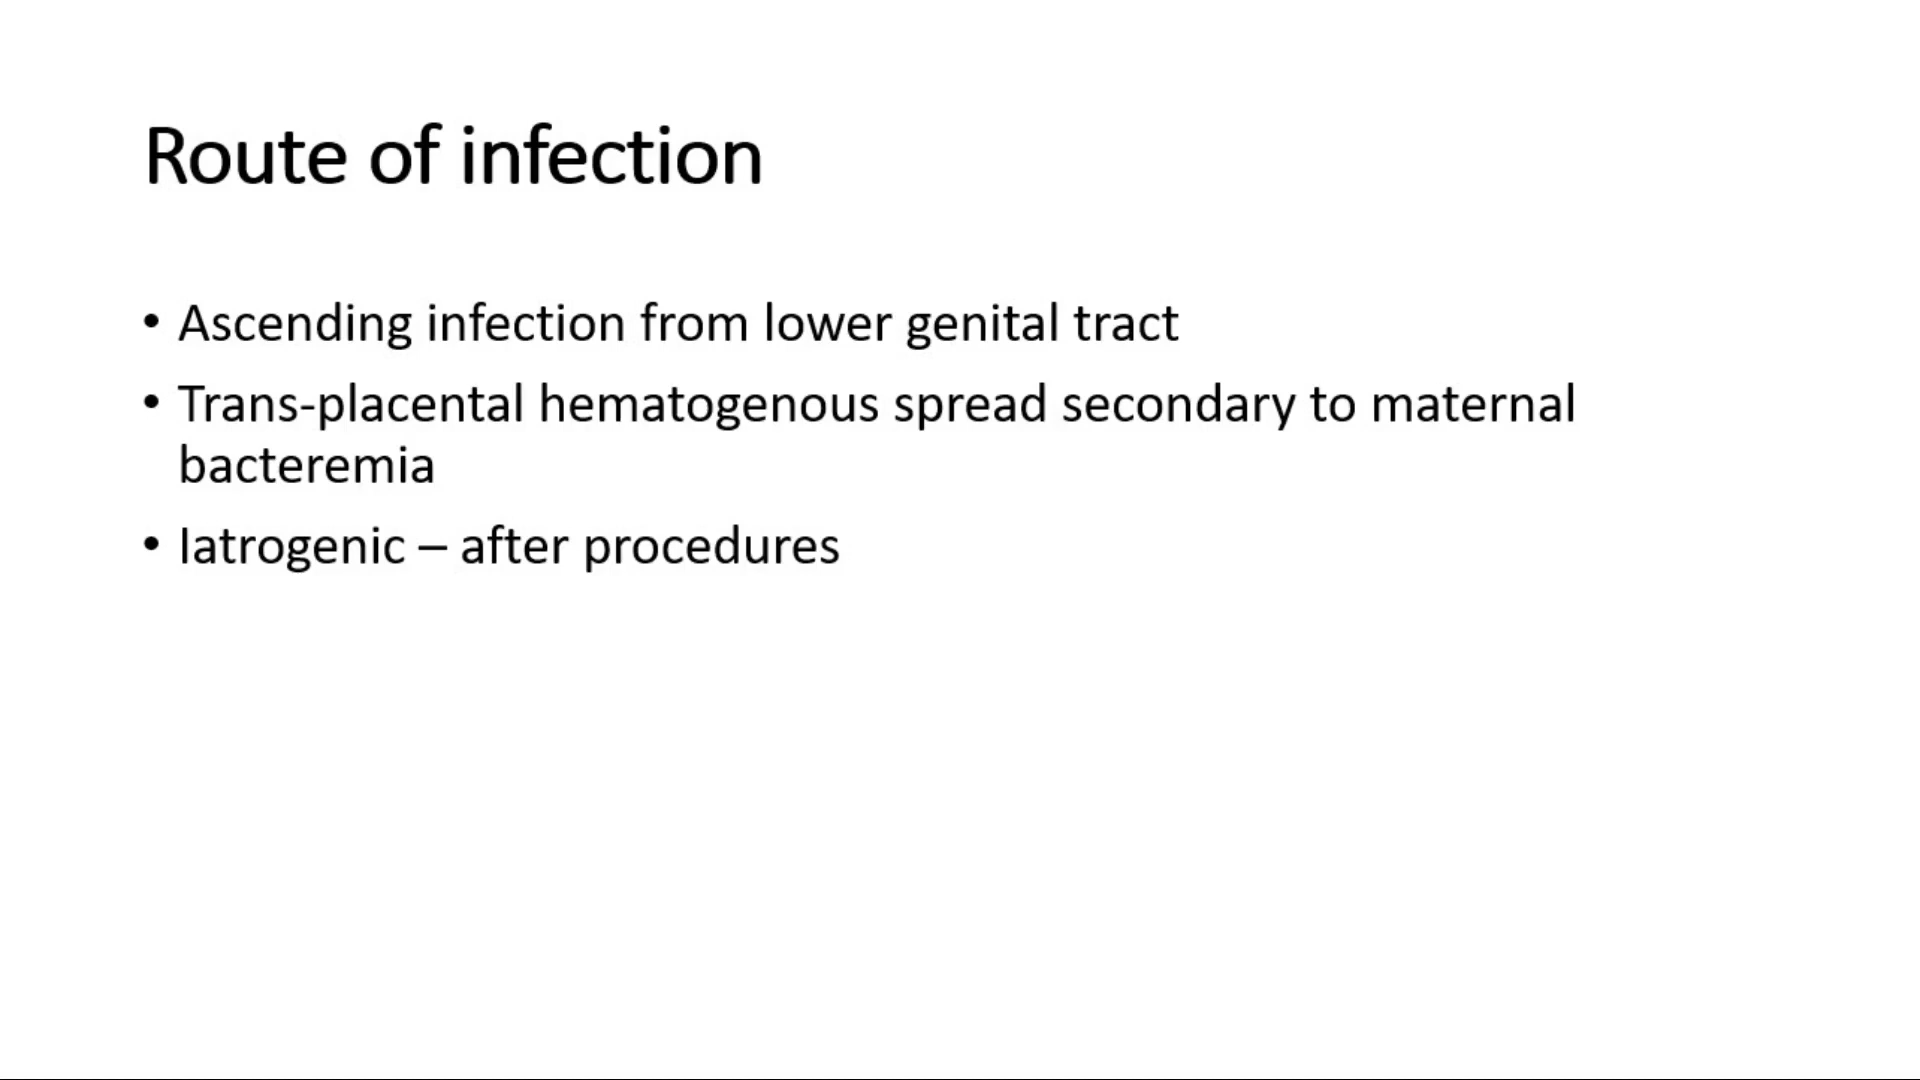 Route of infection
• Ascending infection from lower genital tract
• Trans-placental hematogenous spread secondary to maternal
bacteremia
• Iatrogenic – after procedures